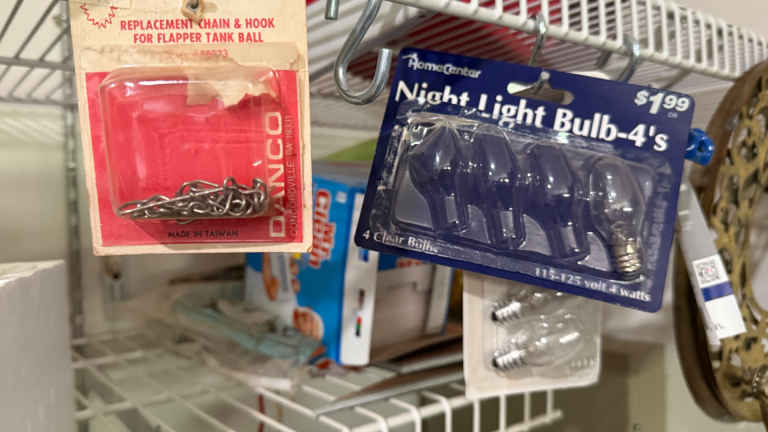 REPLACEMENT CHAIN & HOOK
FOR FLAPPER TANK BALL
DANCO
MADE IN TAIWAN
HomeCenter
$1.99
Night Light Bulb-4's
4 Clear Bulbs
115-125 volt 4 watts